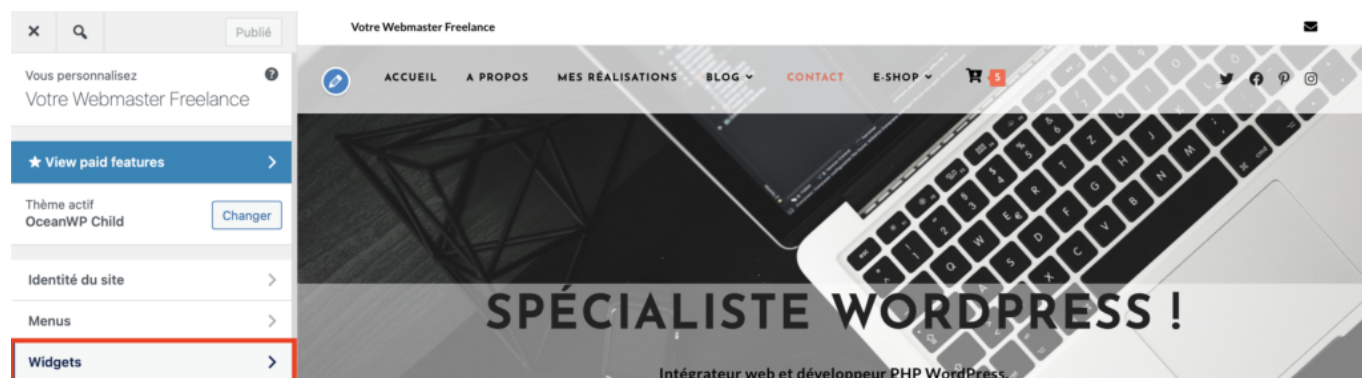 Publié
Vous personnalisez
Votre Webmaster Freelance
★ View paid features
Thème actif
OceanWP Child
Changer
Identité du site
Menus
Widgets
Votre Webmaster Freelance
ACCUEIL A PROPOS MES RÉALISATIONS BLOG CONTACT E-SHOP 5
SPÉCIALISTE WORDPRESS !
Intégrateur web et développeur PHP WordPress.